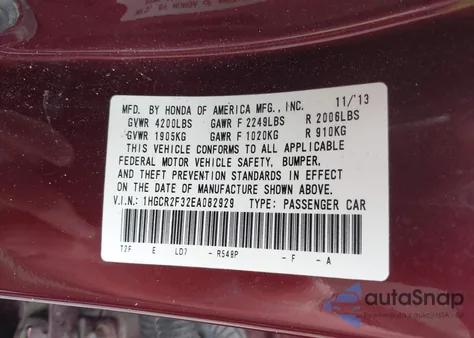 MFD. BY HONDA OF AMERICA MFG., INC. 11/'13
GVWR 4200LBS GAWR F 2249LBS R 2006LBS
GVWR 1905KG GAWR F 1020KG R 910KG
THIS VEHICLE CONFORMS TO ALL APPLICABLE
FEDERAL MOTOR VEHICLE SAFETY, BUMPER,
AND THEFT PREVENTION STANDARDS IN EFFECT
ON THE DATE OF MANUFACTURE SHOWN ABOVE.
V.I.N.: 1HGCR2F32EA082929 TYPE: PASSENGER CAR
T2F E LD7 -R548P -F -A
autoSnap